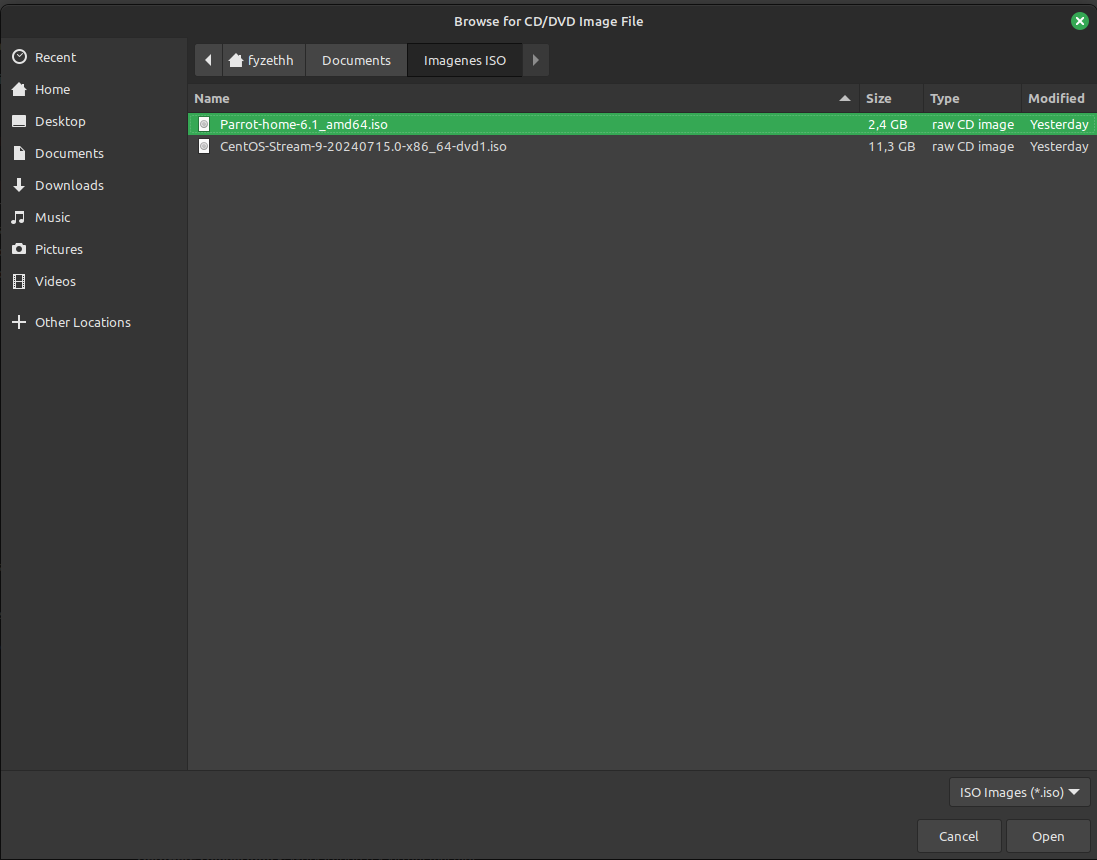 Browse for CD/DVD Image File
Recent
Home
Desktop
Documents
Downloads
Music
Pictures
Videos
Other Locations
fyzethh Documents Imagenes ISO
Name Size Type Modified
Parrot-home-6.1_amd64.iso 2,4 GB raw CD image Yesterday
CentOS-Stream-9-20240715.0-x86_64-dvd1.iso 11,3 GB raw CD image Yesterday
ISO Images (*.iso)
Cancel Open